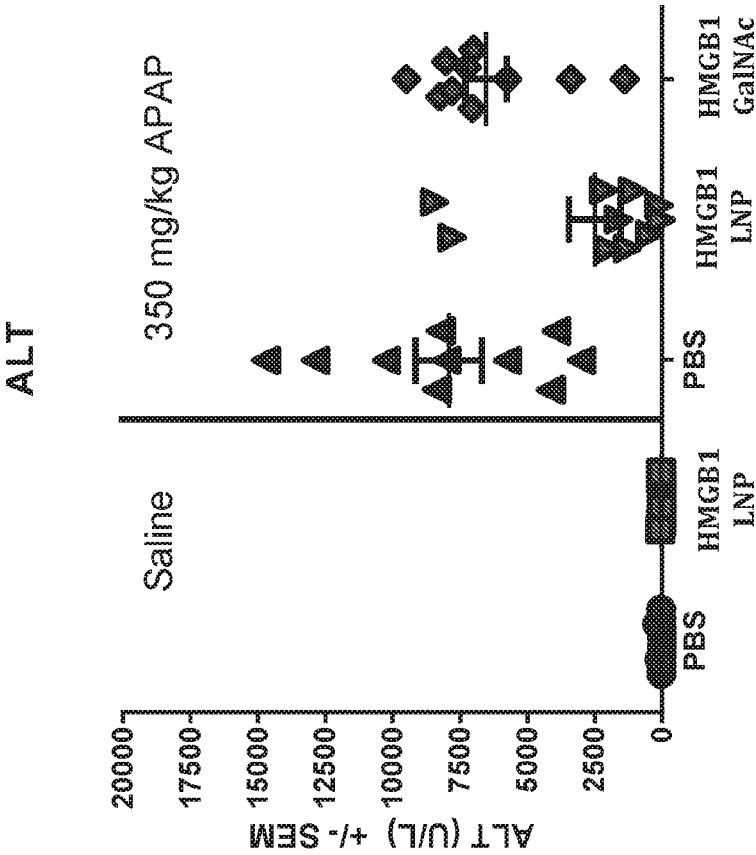 ALT
Saline
350 mg/kg APAP
ALT (U/L) +/- SEM
20000
17500
15000
12500
10000
7500
5000
2500
0
PBS
HMGB1
LNP
PBS
HMGB1
LNP
HMGB1
GalNAc